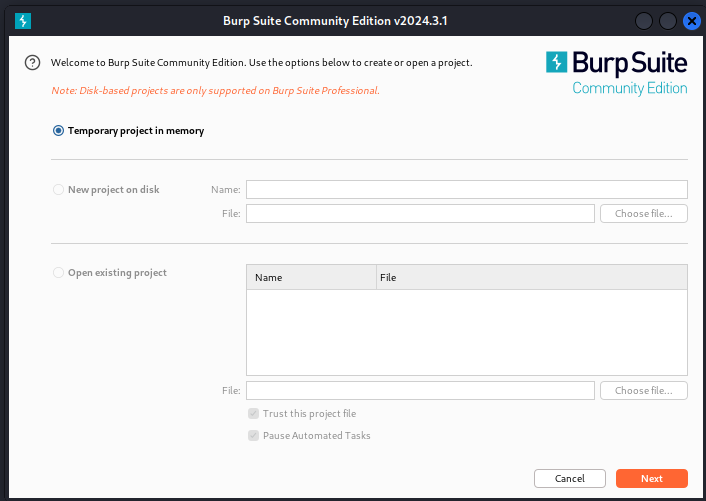 Burp Suite Community Edition v2024.3.1
Welcome to Burp Suite Community Edition. Use the options below to create or open a project.
Note: Disk-based projects are only supported on Burp Suite Professional.
Burp Suite
Community Edition
Temporary project in memory
New project on disk
Name:
File:
Choose file...
Open existing project
Name
File
File:
Choose file...
Trust this project file
Pause Automated Tasks
Cancel
Next